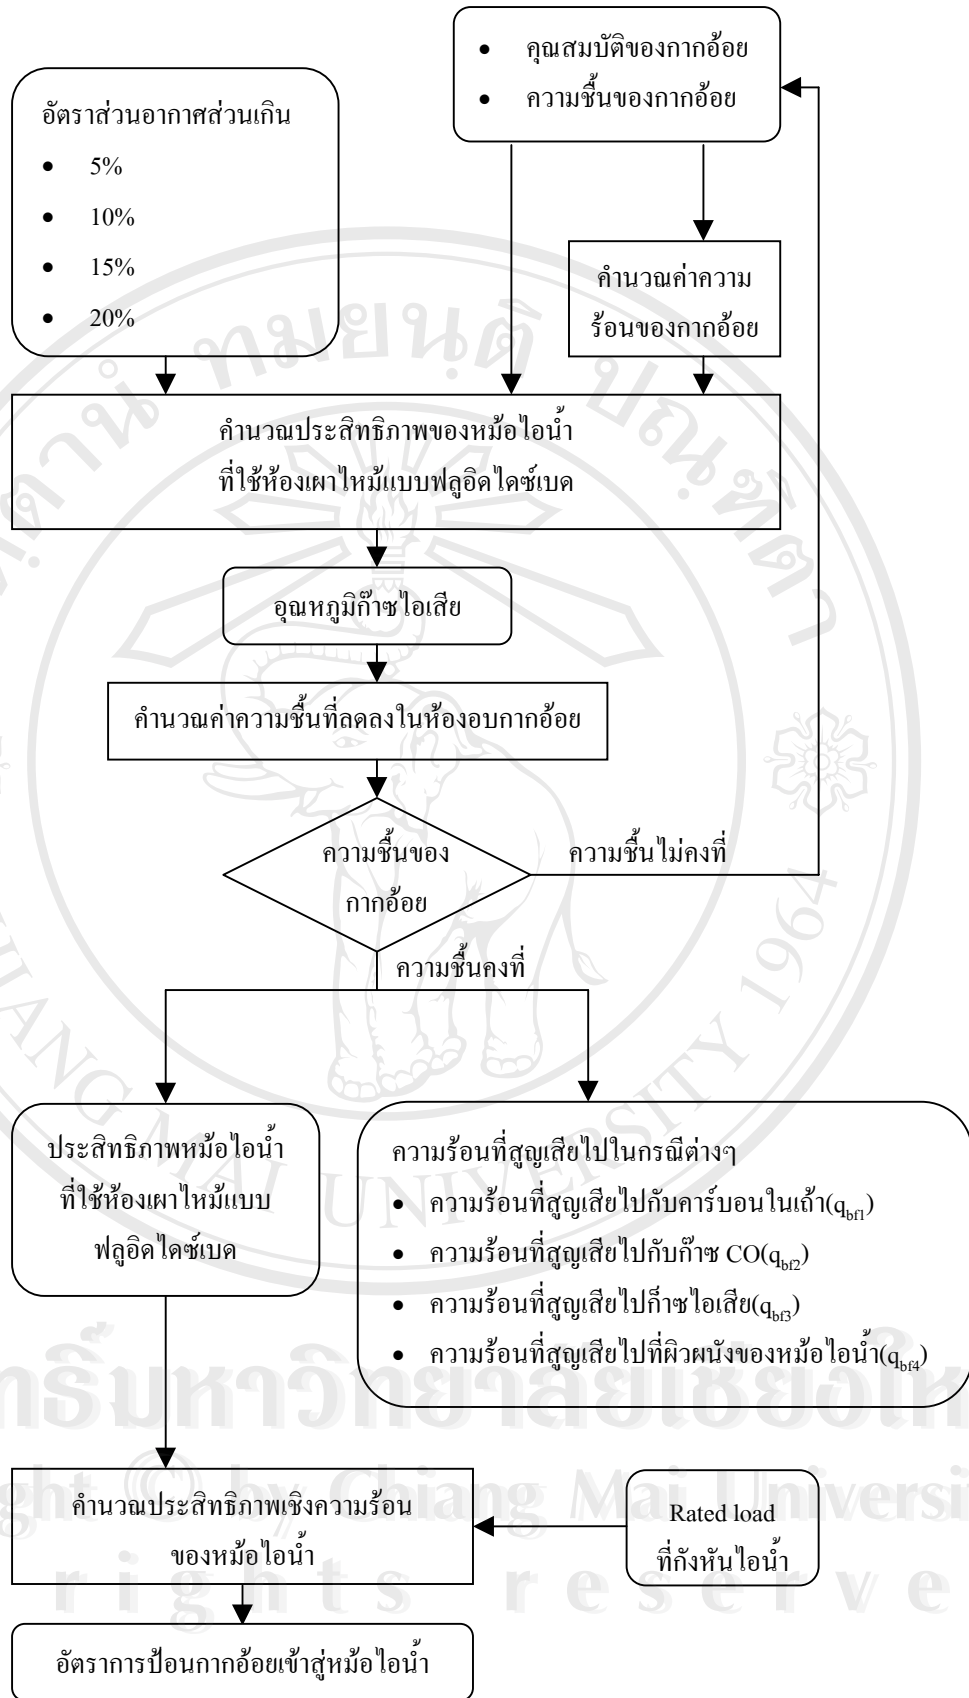 • คุณสมบัติของกากอ้อย
• ความชื้นของกากอ้อย
อัตราส่วนอากาศส่วนเกิน
• 5%
• 10%
• 15%
• 20%
คำนวณค่าความ
ร้อนของกากอ้อย
คำนวณประสิทธิภาพของหม้อไอน้ำ
ที่ใช้ห้องเผาไหม้แบบฟลูอิดไดซ์เบด
อุณหภูมิก๊าซไอเสีย
คำนวณค่าความชื้นที่ลดลงในห้องอบกากอ้อย
ความชื้นของ
กากอ้อย
ความชื้นไม่คงที่
ความชื้นคงที่
ประสิทธิภาพหม้อไอน้ำ
ที่ใช้ห้องเผาไหม้แบบ
ฟลูอิดไดซ์เบด
ความร้อนที่สูญเสียไปในกรณีต่างๆ
• ความร้อนที่สูญเสียไปกับคาร์บอนในเถ้า(q_bf1)
• ความร้อนที่สูญเสียไปกับก๊าซ CO(q_bf2)
• ความร้อนที่สูญเสียไปก๊าซไอเสีย(q_bf3)
• ความร้อนที่สูญเสียไปที่ผิวผนังของหม้อไอน้ำ(q_bf4)
คำนวณประสิทธิภาพเชิงความร้อน
ของหม้อไอน้ำ
Rated load
ที่กังหันไอน้ำ
อัตราการป้อนกากอ้อยเข้าสู่หม้อไอน้ำ
ทมยนฺติ ปณฺฑิตา
MAI UNIVERSITY 1964
by Chiang Mai
rights reserve